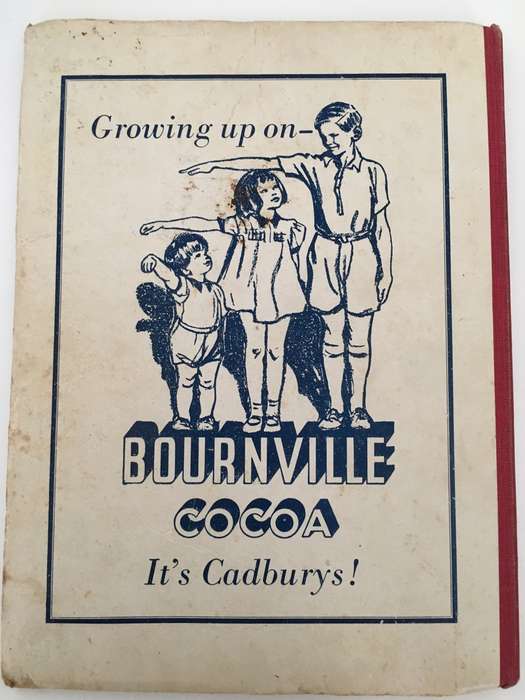 Growing up on–
BOURNVILLE
COCOA
It's Cadburys!